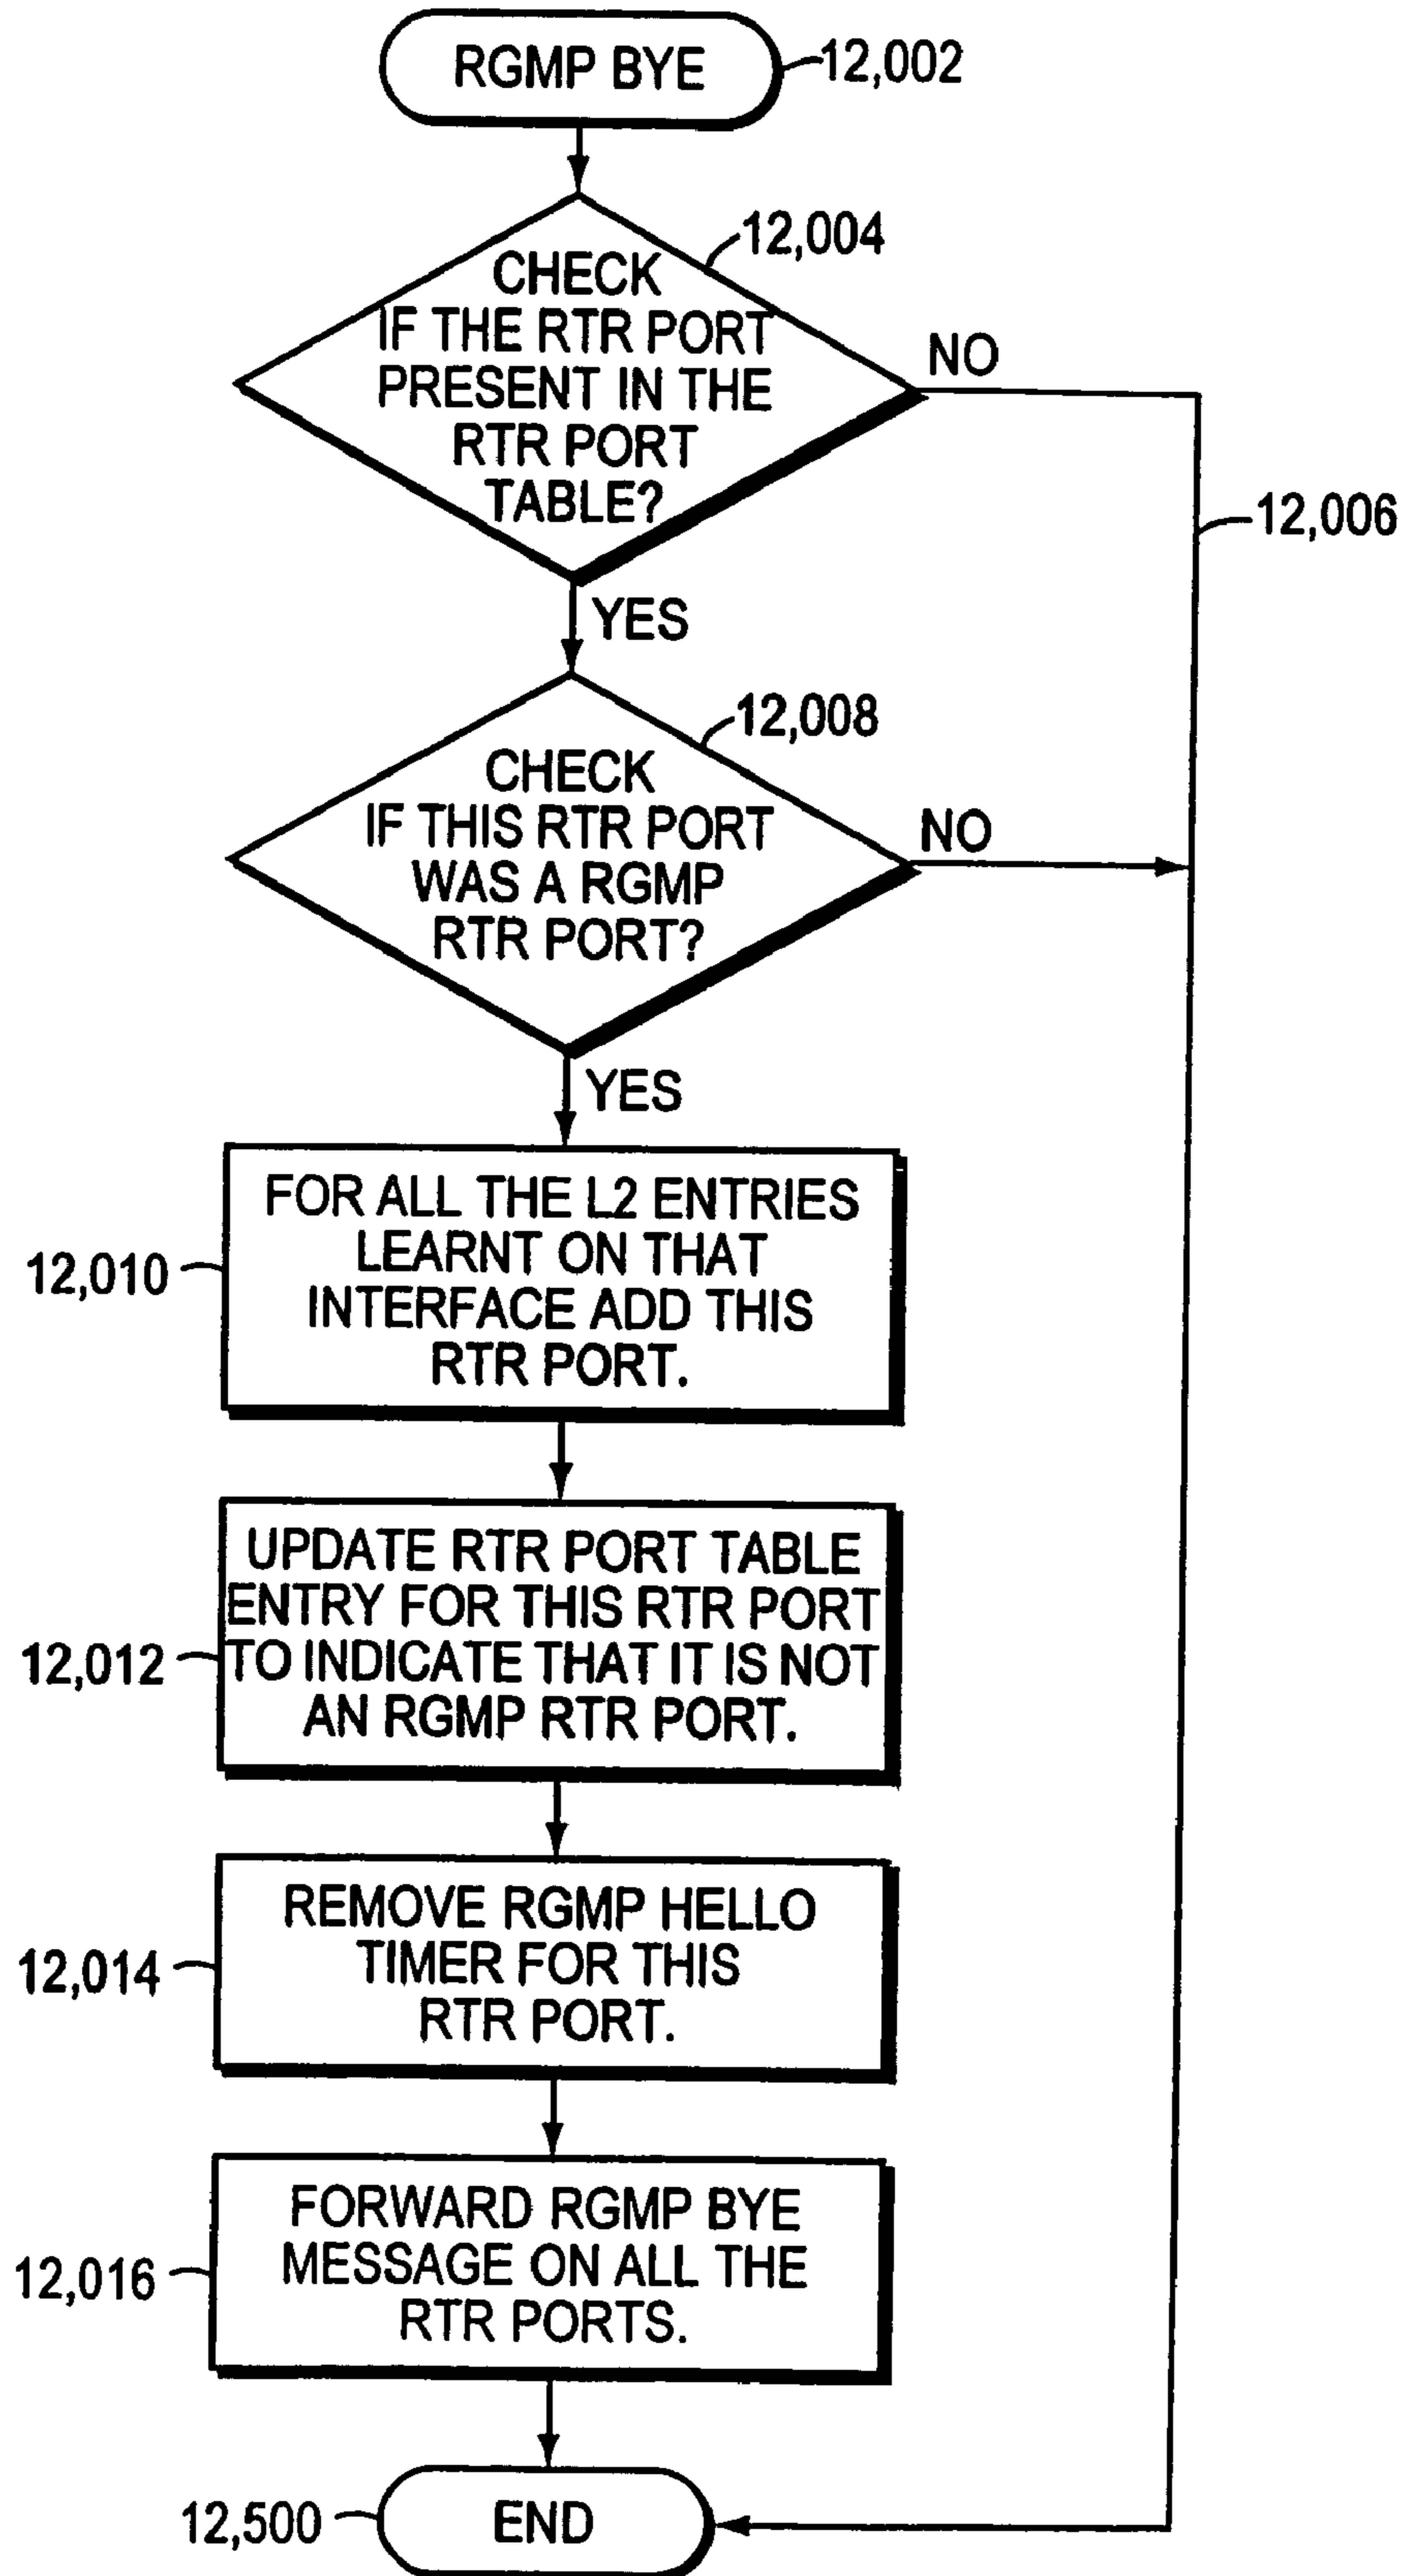 RGMP BYE
12,002
12,004
CHECK
IF THE RTR PORT
PRESENT IN THE
RTR PORT
TABLE?
NO
12,006
YES
12,008
CHECK
IF THIS RTR PORT
WAS A RGMP
RTR PORT?
NO
YES
FOR ALL THE L2 ENTRIES
LEARNT ON THAT
INTERFACE ADD THIS
RTR PORT.
12,010
UPDATE RTR PORT TABLE
ENTRY FOR THIS RTR PORT
TO INDICATE THAT IT IS NOT
AN RGMP RTR PORT.
12,012
REMOVE RGMP HELLO
TIMER FOR THIS
RTR PORT.
12,014
FORWARD RGMP BYE
MESSAGE ON ALL THE
RTR PORTS.
12,016
12,500
END